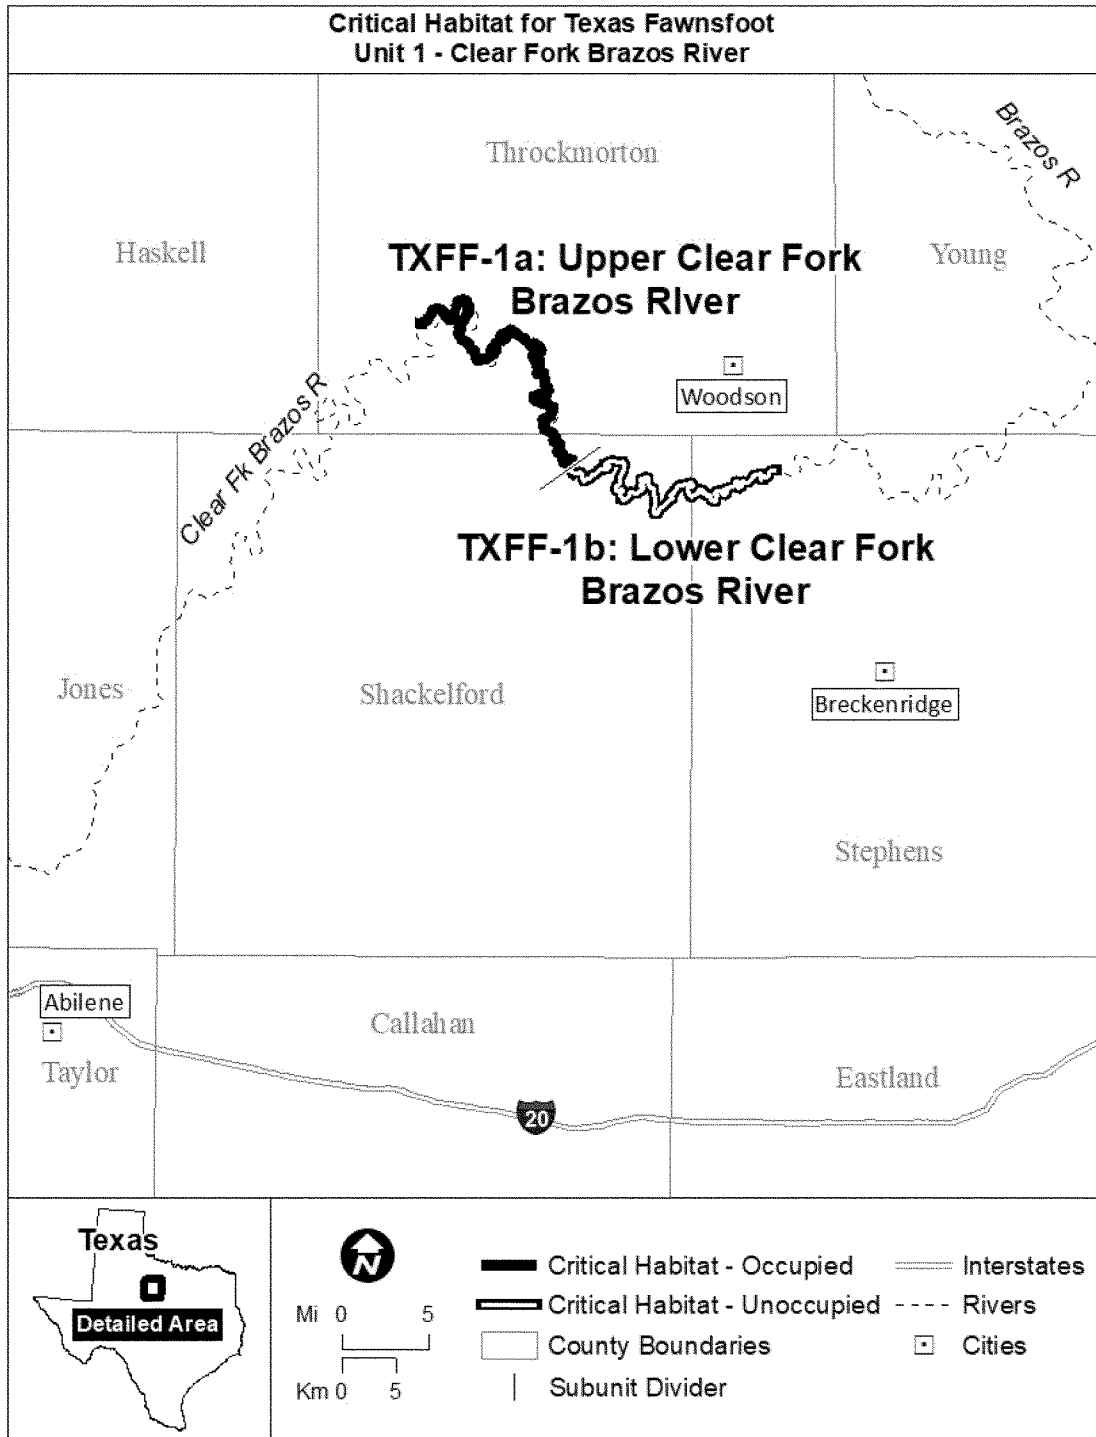 Critical Habitat for Texas Fawnsfoot
Unit 1 - Clear Fork Brazos River
Brazos R
Throckmorton
Haskell
Young
TXFF-1a: Upper Clear Fork
Brazos RIver
Woodson
Clear Fk Brazos R
TXFF-1b: Lower Clear Fork
Brazos River
Jones
Shackelford
Breckenridge
Stephens
Abilene
Callahan
Taylor
Eastland
20
Texas
Detailed Area
N
Mi 0 5
Km 0 5
Critical Habitat - Occupied
Critical Habitat - Unoccupied
County Boundaries
Subunit Divider
Interstates
Rivers
Cities